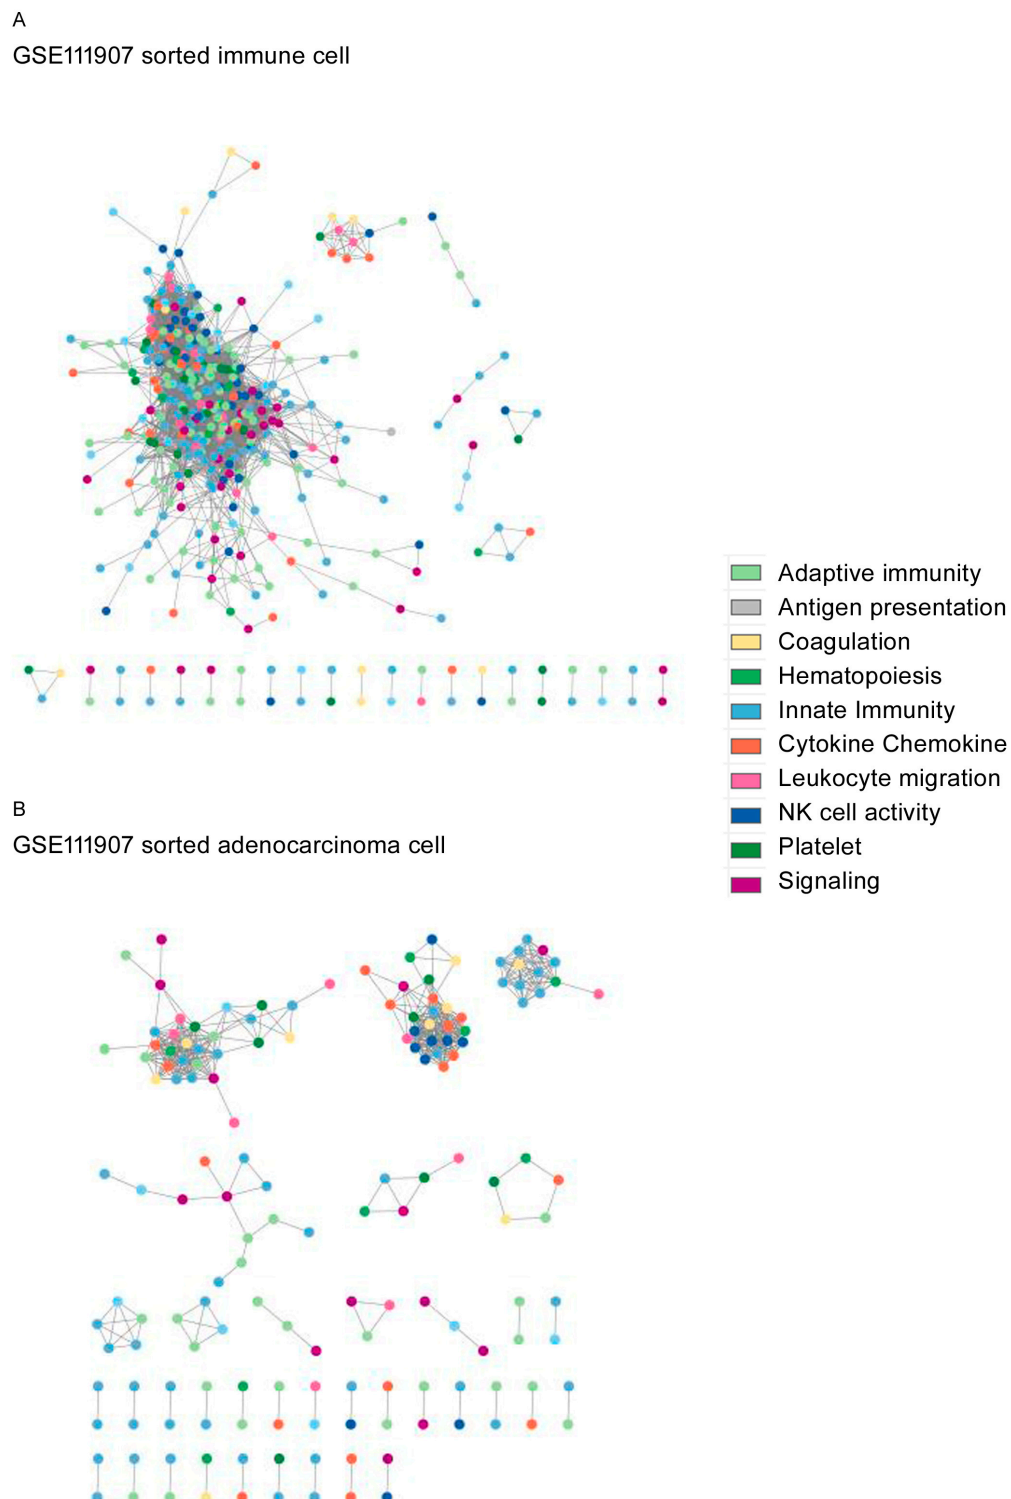 A
GSE111907 sorted immune cell
Adaptive immunity
Antigen presentation
Coagulation
Hematopoiesis
Innate Immunity
Cytokine Chemokine
Leukocyte migration
NK cell activity
Platelet
Signaling
B
GSE111907 sorted adenocarcinoma cell